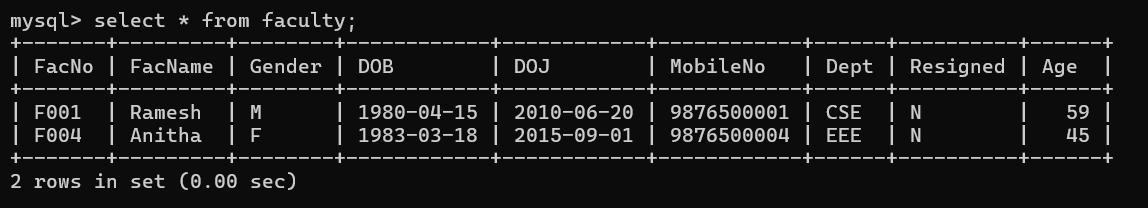 mysql> select * from faculty;
+-------+---------+--------+------------+------------+------------+------+----------+------+
| FacNo | FacName | Gender | DOB        | DOJ        | MobileNo   | Dept | Resigned | Age  |
+-------+---------+--------+------------+------------+------------+------+----------+------+
| F001  | Ramesh  | M      | 1980-04-15 | 2010-06-20 | 9876500001 | CSE  | N        |   59 |
| F004  | Anitha  | F      | 1983-03-18 | 2015-09-01 | 9876500004 | EEE  | N        |   45 |
+-------+---------+--------+------------+------------+------------+------+----------+------+
2 rows in set (0.00 sec)